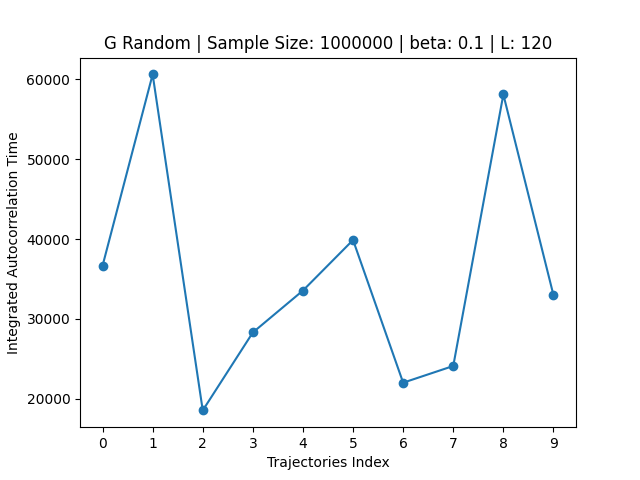 G Random | Sample Size: 1000000 | beta: 0.1 | L: 120
Integrated Autocorrelation Time
60000
50000
40000
30000
20000
0 1 2 3 4 5 6 7 8 9
Trajectories Index